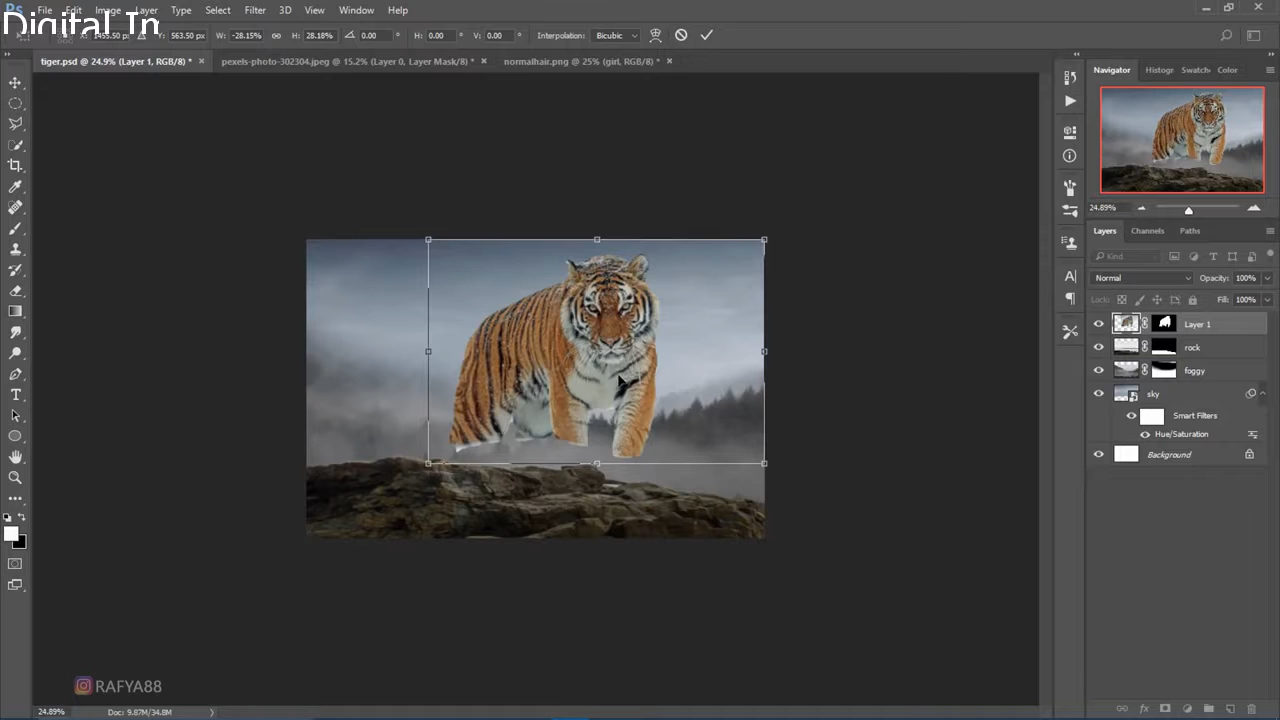 Ps File Edit Image Layer Type Select Filter 3D View Window Help
Digital In
X: 1455.50 px Y: 563.50 px W: -28.15% H: 28.18% 0.00 ° H: 0.00 ° V: 0.00 ° Interpolation: Bicubic
tiger.psd @ 24.9% (Layer 1, RGB/8) * × pexels-photo-302304.jpeg @ 15.2% (Layer 0, Layer Mask/8) * × normalhair.png @ 25% (girl, RGB/8) * ×
Navigator Histogr Swatch Color
24.89%
Layers Channels Paths
Kind
Normal Opacity: 100%
Lock: Fill: 100%
Layer 1
rock
foggy
sky
Smart Filters
Hue/Saturation
Background
RAFYA88
24.89% Doc: 9.87M/34.8M